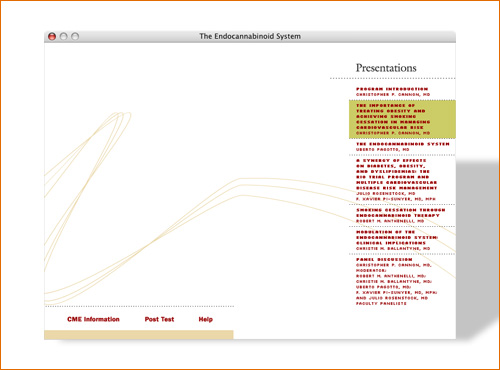 The Endocannabinoid System
Presentations
PROGRAM INTRODUCTION
CHRISTOPHER P. CANNON, MD
THE IMPORTANCE OF
TREATING OBESITY AND
ACHIEVING SMOKING
CESSATION IN MANAGING
CARDIOVASCULAR RISK
CHRISTOPHER P. CANNON, MD
THE ENDOCANNABINOID SYSTEM
UBERTO PAGOTTO, MD
A SYNERGY OF EFFECTS
ON DIABETES, OBESITY,
AND DYSLIPIDEMIA: THE
RIO TRIAL PROGRAM AND
MULTIPLE CARDIOVASCULAR
DISEASE RISK MANAGEMENT
JULIO ROSENSTOCK, MD
F. XAVIER PI-SUNYER, MD, MPH
SMOKING CESSATION THROUGH
ENDOCANNABINOID THERAPY
ROBERT M. ANTHENELLI, MD
MODULATION OF THE
ENDOCANNABINOID SYSTEM:
CLINICAL IMPLICATIONS
CHRISTIE M. BALLANTYNE, MD
PANEL DISCUSSION
CHRISTOPHER P. CANNON, MD,
MODERATOR;
ROBERT M. ANTHENELLI, MD;
CHRISTIE M. BALLANTYNE, MD;
UBERTO PAGOTTO, MD;
F. XAVIER PI-SUNYER, MD, MPH;
AND JULIO ROSENSTOCK, MD
FACULTY PANELISTS
CME Information Post Test Help